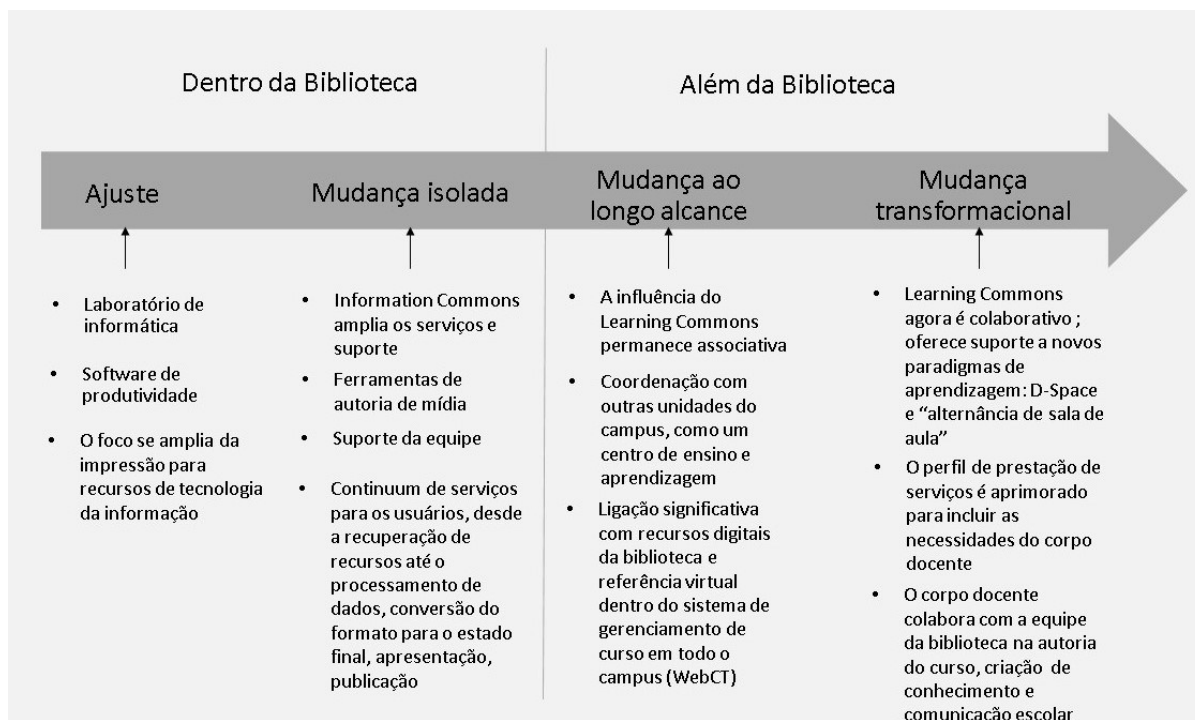 Dentro da Biblioteca
Além da Biblioteca
Ajuste
Mudança isolada
Mudança ao
longo alcance
Mudança
transformacional
• Laboratório de
informática
• Software de
produtividade
• O foco se amplia da
impressão para
recursos de tecnologia
da informação
• Information Commons
amplia os serviços e
suporte
• Ferramentas de
autoria de mídia
• Suporte da equipe
• Continuum de serviços
para os usuários, desde
a recuperação de
recursos até o
processamento de
dados, conversão do
formato para o estado
final, apresentação,
publicação
• A influência do
Learning Commons
permanece associativa
• Coordenação com
outras unidades do
campus, como um
centro de ensino e
aprendizagem
• Ligação significativa
com recursos digitais
da biblioteca e
referência virtual
dentro do sistema de
gerenciamento de
curso em todo o
campus (WebCT)
• Learning Commons
agora é colaborativo ;
oferece suporte a novos
paradigmas de
aprendizagem: D-Space
e “alternância de sala de
aula”
• O perfil de prestação de
serviços é aprimorado
para incluir as
necessidades do corpo
docente
• O corpo docente
colabora com a equipe
da biblioteca na autoria
do curso, criação de
conhecimento e
comunicação escolar